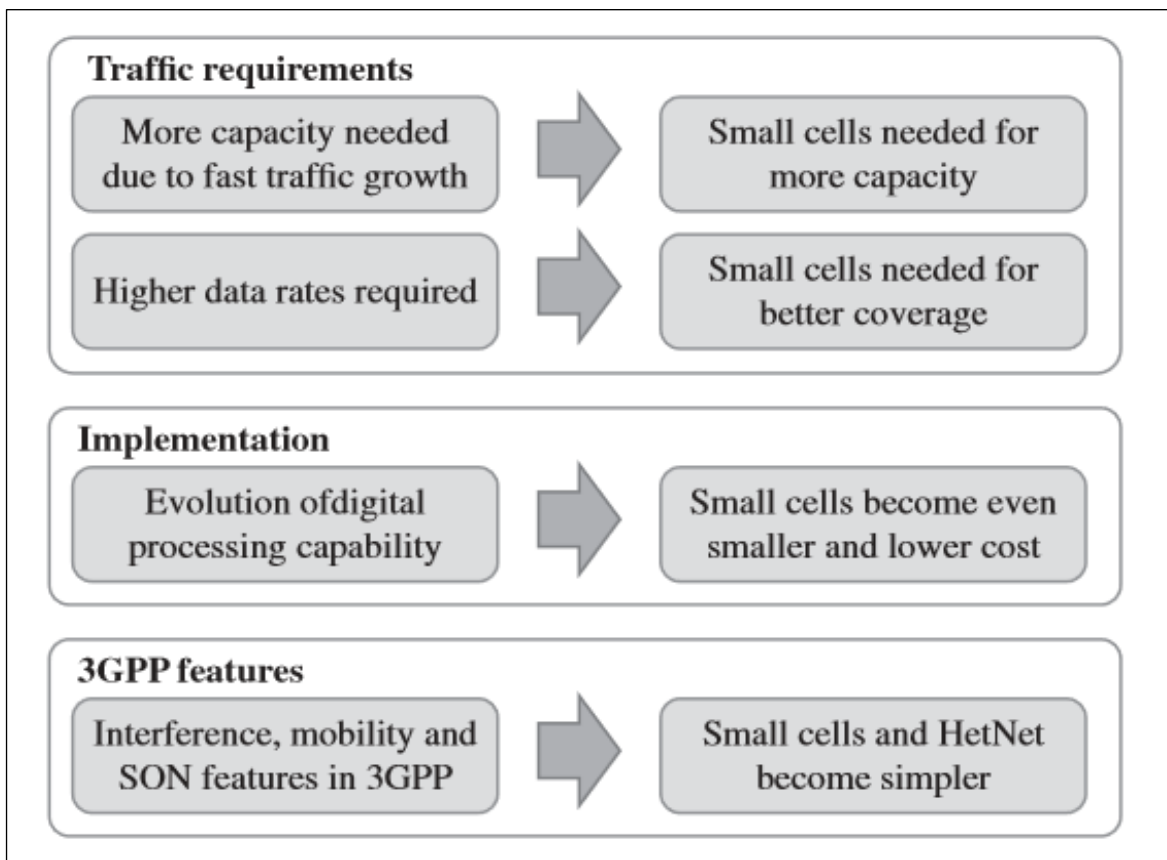 Traffic requirements
More capacity needed
due to fast traffic growth
Small cells needed for
more capacity
Higher data rates required
Small cells needed for
better coverage
Implementation
Evolution ofdigital
processing capability
Small cells become even
smaller and lower cost
3GPP features
Interference, mobility and
SON features in 3GPP
Small cells and HetNet
become simpler